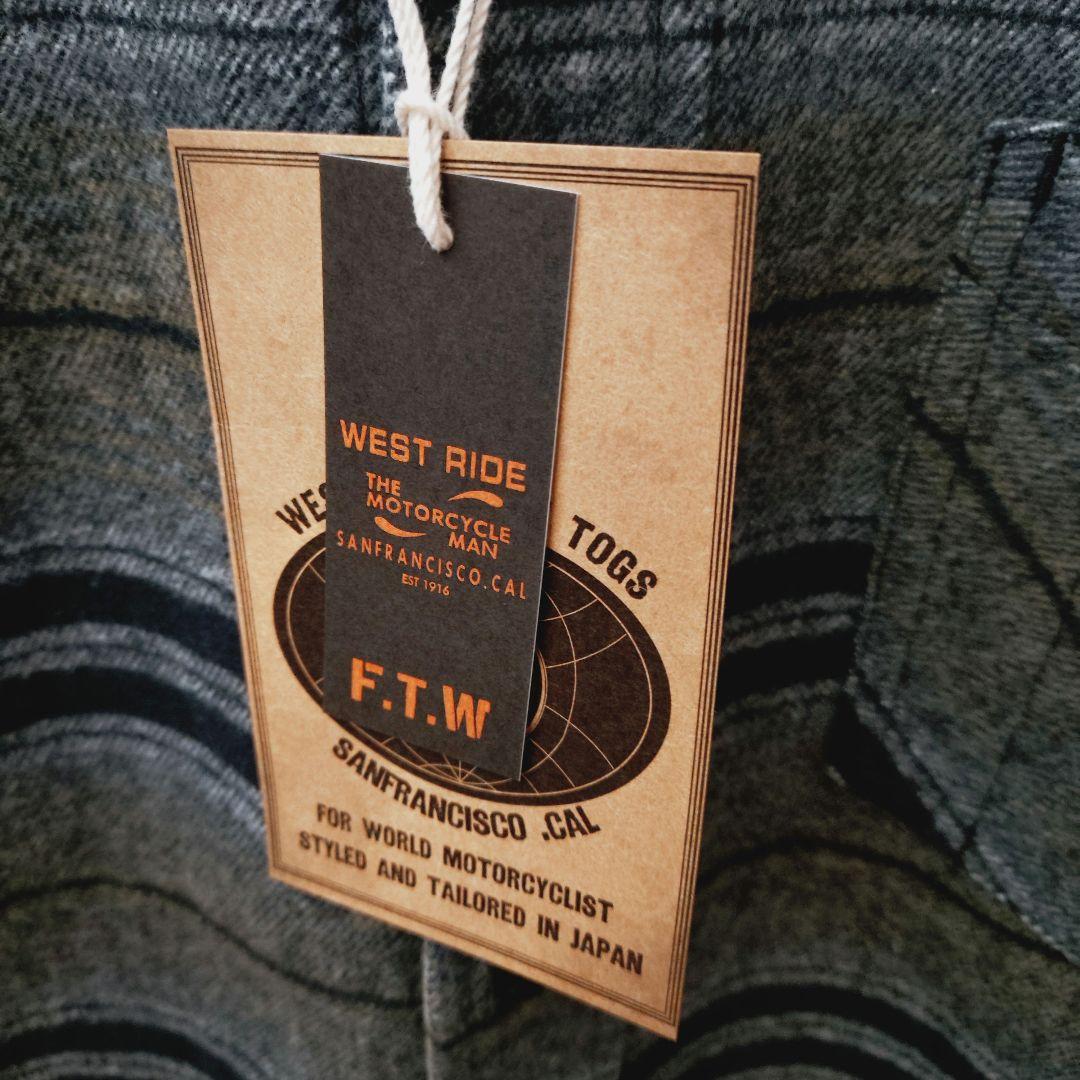 WEST RIDE
THE
MOTORCYCLE
MAN
SANFRANCISCO.CAL
EST 1916
F.T.W
TOGS
SANFRANCISCO .CAL
FOR WORLD MOTORCYCLIST
STYLED AND TAILORED IN JAPAN